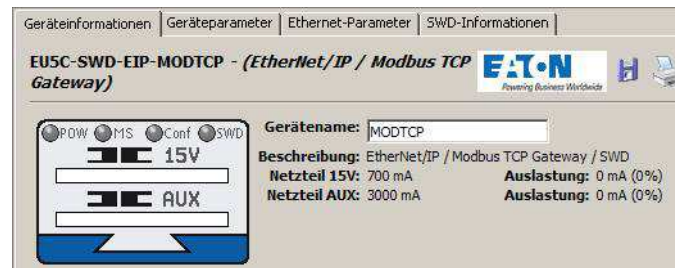 Geräteinformationen Geräteparameter Ethernet-Parameter SWD-Informationen
EU5C-SWD-EIP-MODTCP - (EtherNet/IP / Modbus TCP
Gateway)
EATON
Powering Business Worldwide
POW MS Conf SWD
15V
AUX
Gerätename: MODTCP
Beschreibung: EtherNet/IP / Modbus TCP Gateway / SWD
Netzteil 15V: 700 mA Auslastung: 0 mA (0%)
Netzteil AUX: 3000 mA Auslastung: 0 mA (0%)